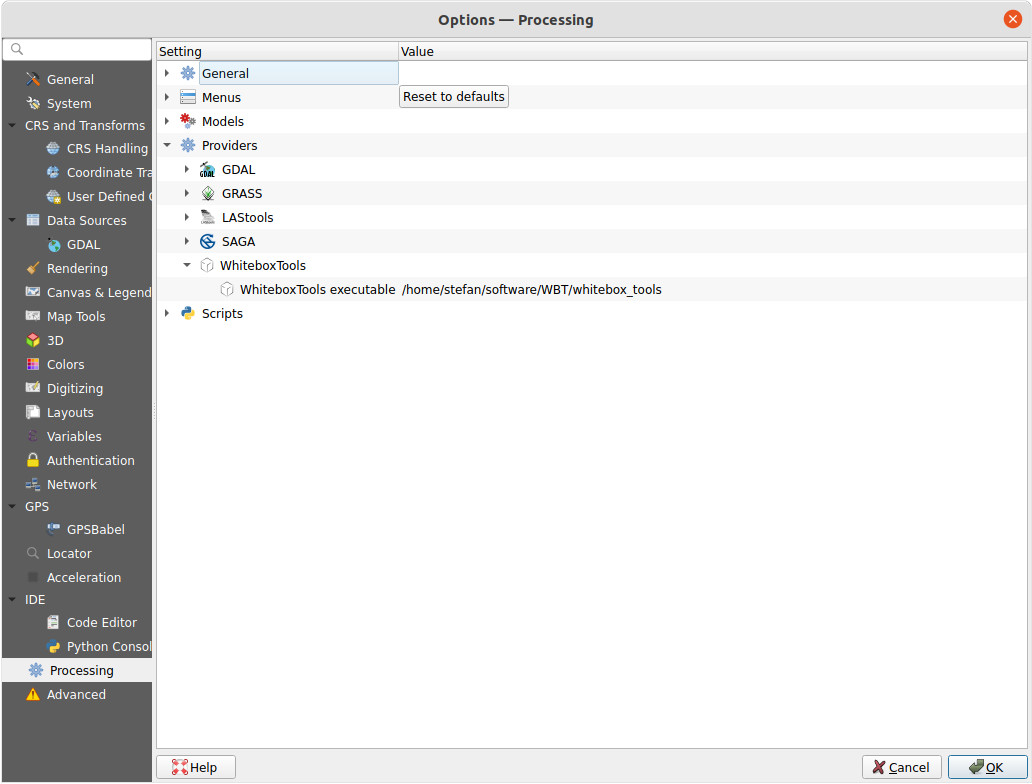 Options — Processing
Setting Value
General
System
CRS and Transforms
CRS Handling
Coordinate Tra
User Defined
Data Sources
GDAL
Rendering
Canvas & Legend
Map Tools
3D
Colors
Digitizing
Layouts
Variables
Authentication
Network
GPS
GPSBabel
Locator
Acceleration
IDE
Code Editor
Python Consol
Processing
Advanced
General
Menus Reset to defaults
Models
Providers
GDAL
GRASS
LAStools
SAGA
WhiteboxTools
WhiteboxTools executable /home/stefan/software/WBT/whitebox_tools
Scripts
Help Cancel OK